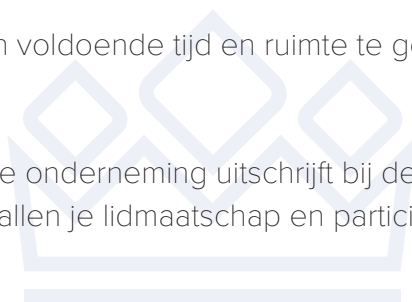 voldoende tijd en ruimte te
onderneming uitschrijft bij de
je lidmaatschap en